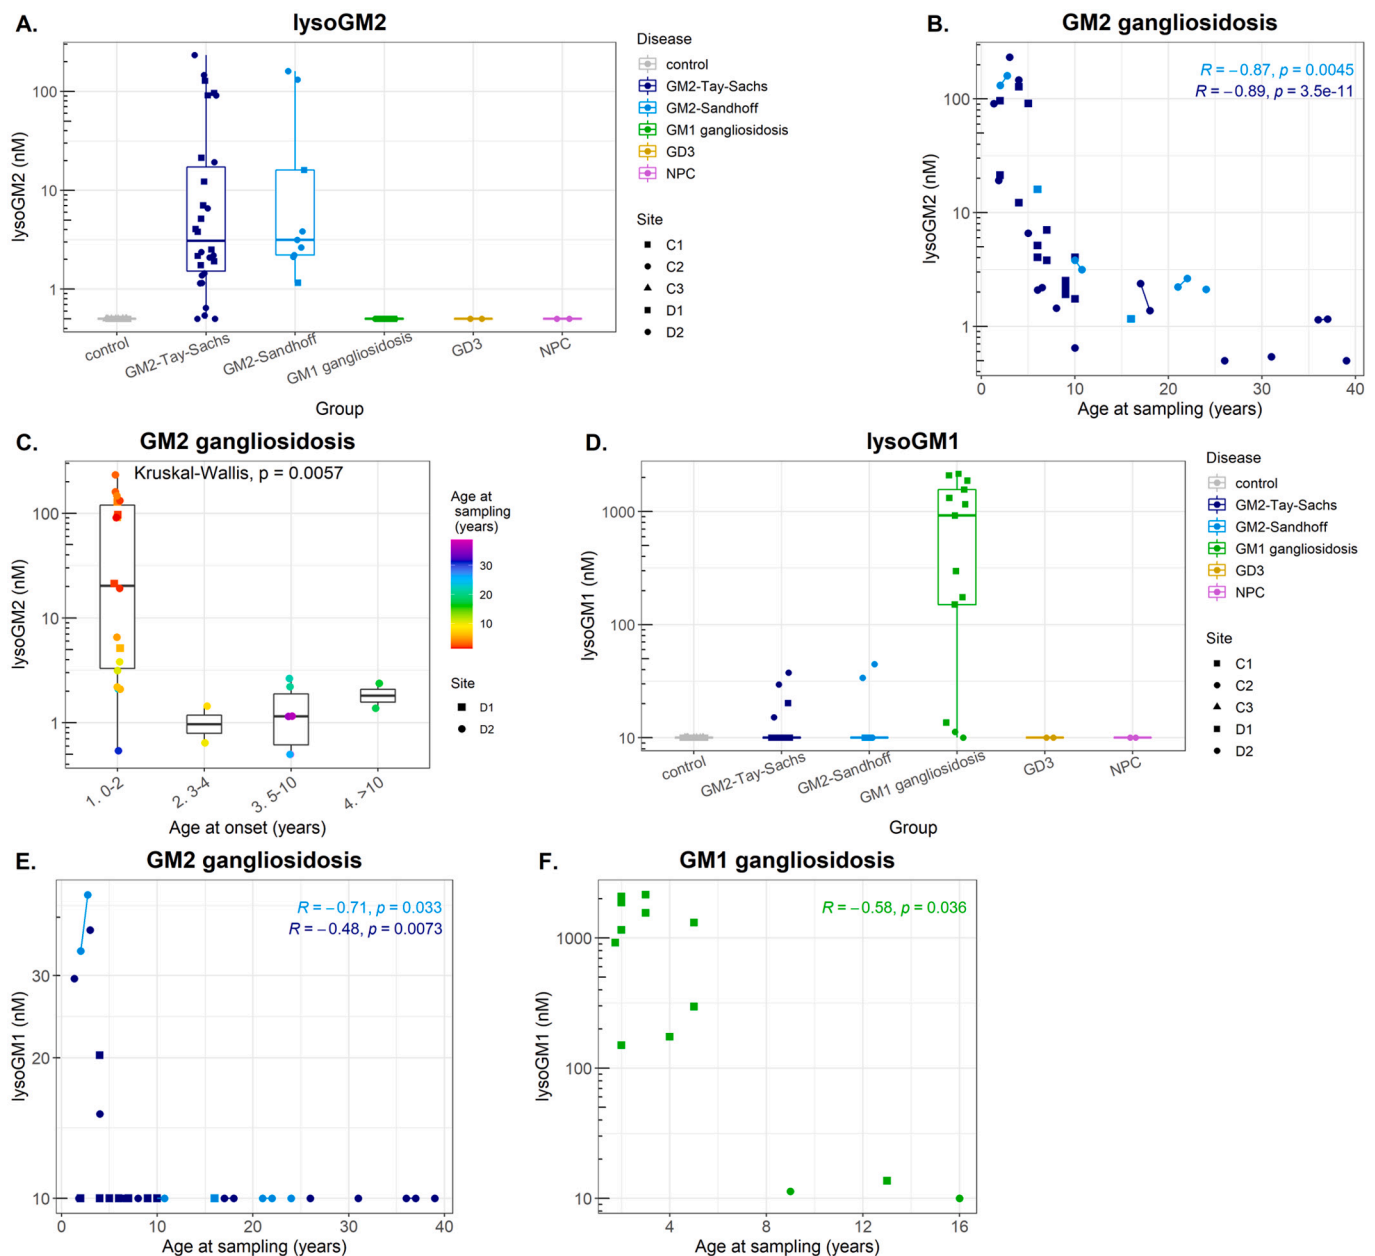 A.
lysoGM2
lysoGM2 (nM)
100
10
1
control
GM2-Tay-Sachs
GM2-Sandhoff
GM1 gangliosidosis
GD3
NPC
Group
Disease
control
GM2-Tay-Sachs
GM2-Sandhoff
GM1 gangliosidosis
GD3
NPC
Site
C1
C2
C3
D1
D2
B.
GM2 gangliosidosis
R = −0.87, p = 0.0045
R = −0.89, p = 3.5e-11
lysoGM2 (nM)
100
10
1
0 10 20 30 40
Age at sampling (years)
C.
GM2 gangliosidosis
Kruskal-Wallis, p = 0.0057
lysoGM2 (nM)
100
10
1
1. 0-2
2. 3-4
3. 5-10
4. >10
Age at onset (years)
Age at
sampling
(years)
30
20
10
Site
D1
D2
D.
lysoGM1
lysoGM1 (nM)
1000
100
10
control
GM2-Tay-Sachs
GM2-Sandhoff
GM1 gangliosidosis
GD3
NPC
Group
Disease
control
GM2-Tay-Sachs
GM2-Sandhoff
GM1 gangliosidosis
GD3
NPC
Site
C1
C2
C3
D1
D2
E.
GM2 gangliosidosis
R = −0.71, p = 0.033
R = −0.48, p = 0.0073
lysoGM1 (nM)
30
20
10
0 10 20 30 40
Age at sampling (years)
F.
GM1 gangliosidosis
R = −0.58, p = 0.036
lysoGM1 (nM)
1000
100
10
4 8 12 16
Age at sampling (years)